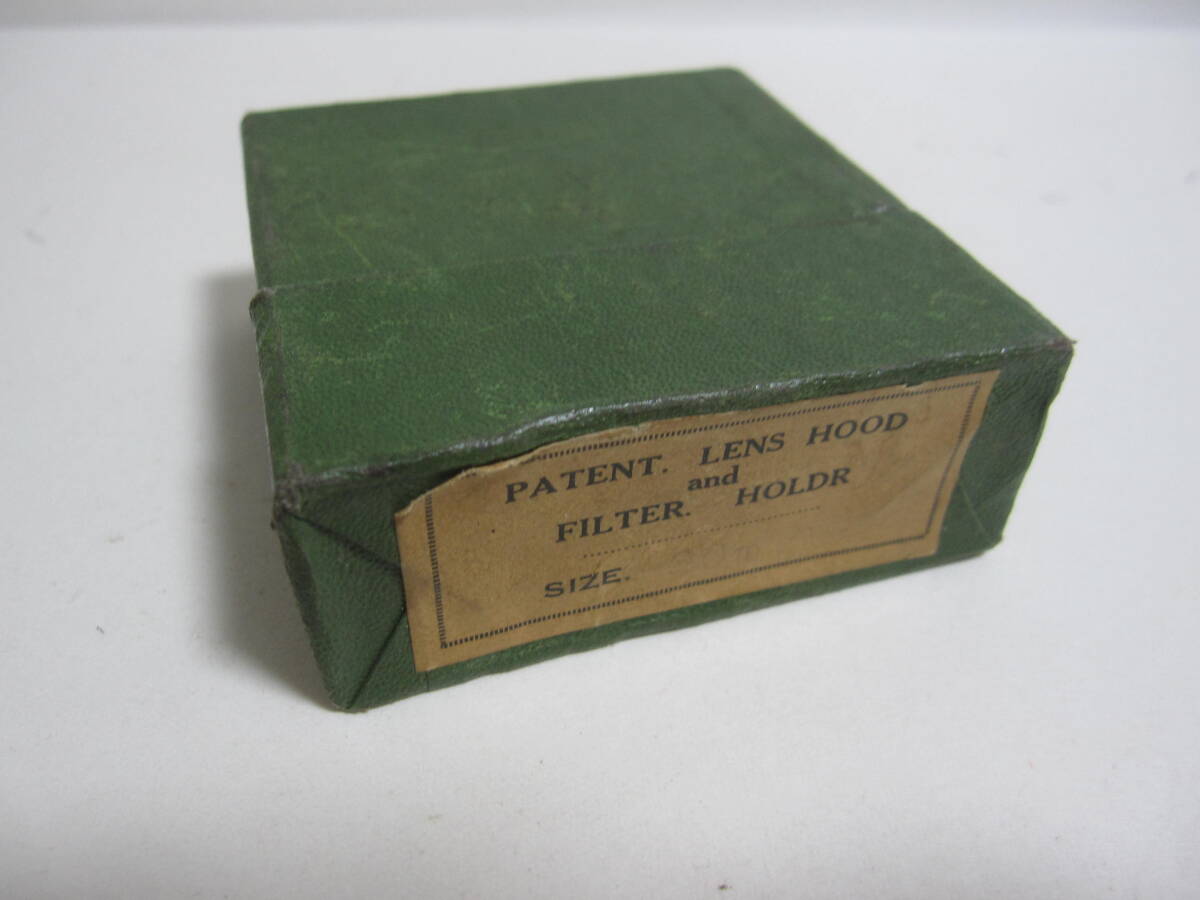 PATENT. LENS HOOD
and
FILTER. HOLDR
SIZE.